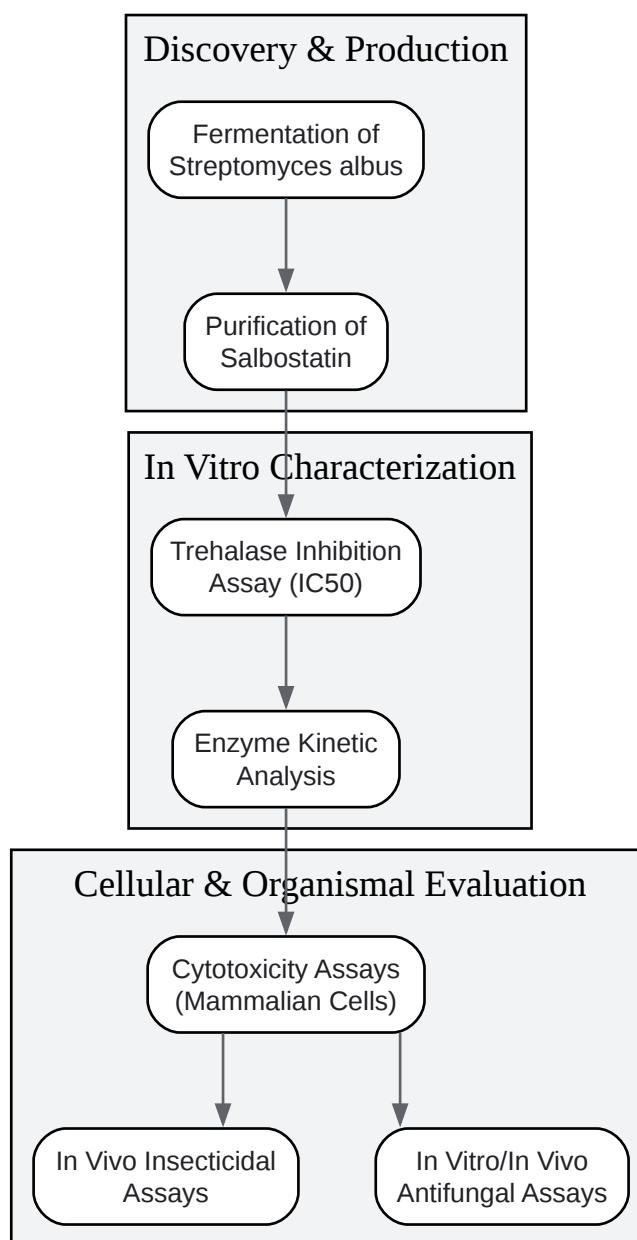 Discovery & Production
Fermentation of
Streptomyces albus
Purification of
Salbostatin
In Vitro Characterization
Trehalase Inhibition
Assay (IC50)
Enzyme Kinetic
Analysis
Cellular & Organismal Evaluation
Cytotoxicity Assays
(Mammalian Cells)
In Vivo Insecticidal
Assays
In Vitro/In Vivo
Antifungal Assays